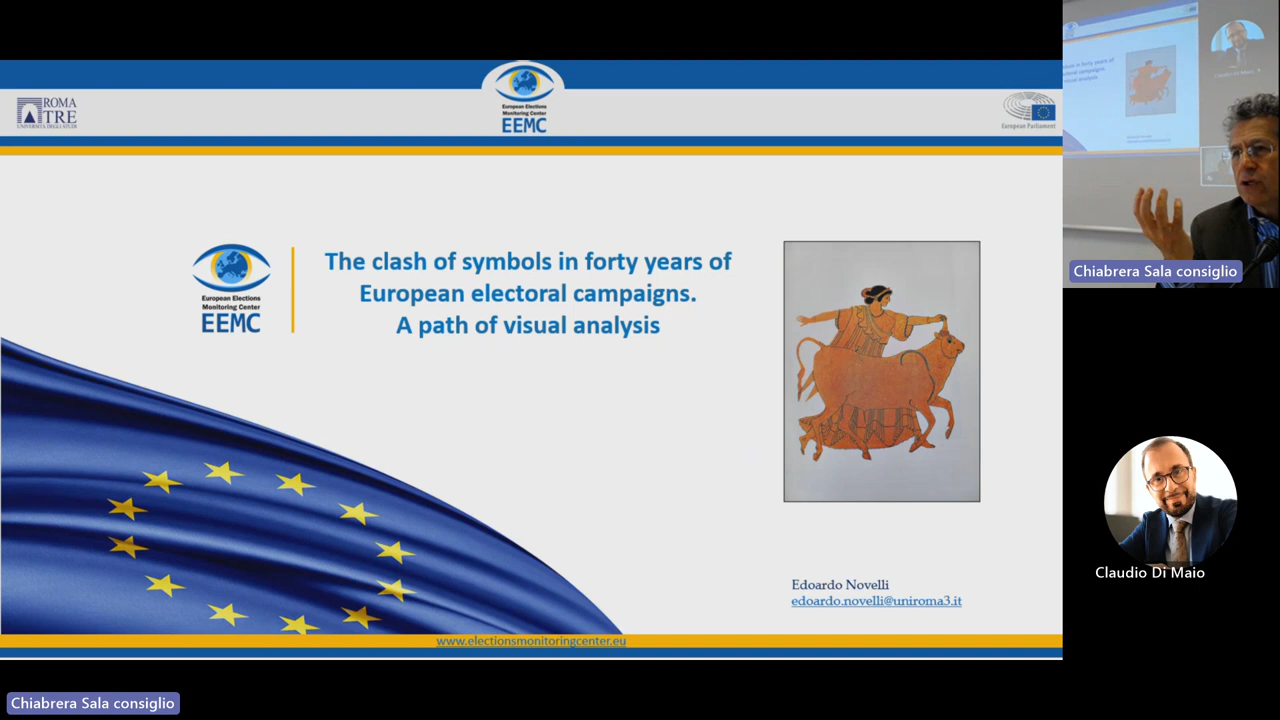 ROMA
TRE
UNIVERSITÀ DEGLI STUDI
European Elections
Monitoring Center
EEMC
European Parliament
European Elections
Monitoring Center
EEMC
The clash of symbols in forty years of
European electoral campaigns.
A path of visual analysis
Edoardo Novelli
edoardo.novelli@uniroma3.it
www.electionsmonitoringcenter.eu
Chiabrera Sala consiglio
Claudio Di Maio
Chiabrera Sala consiglio